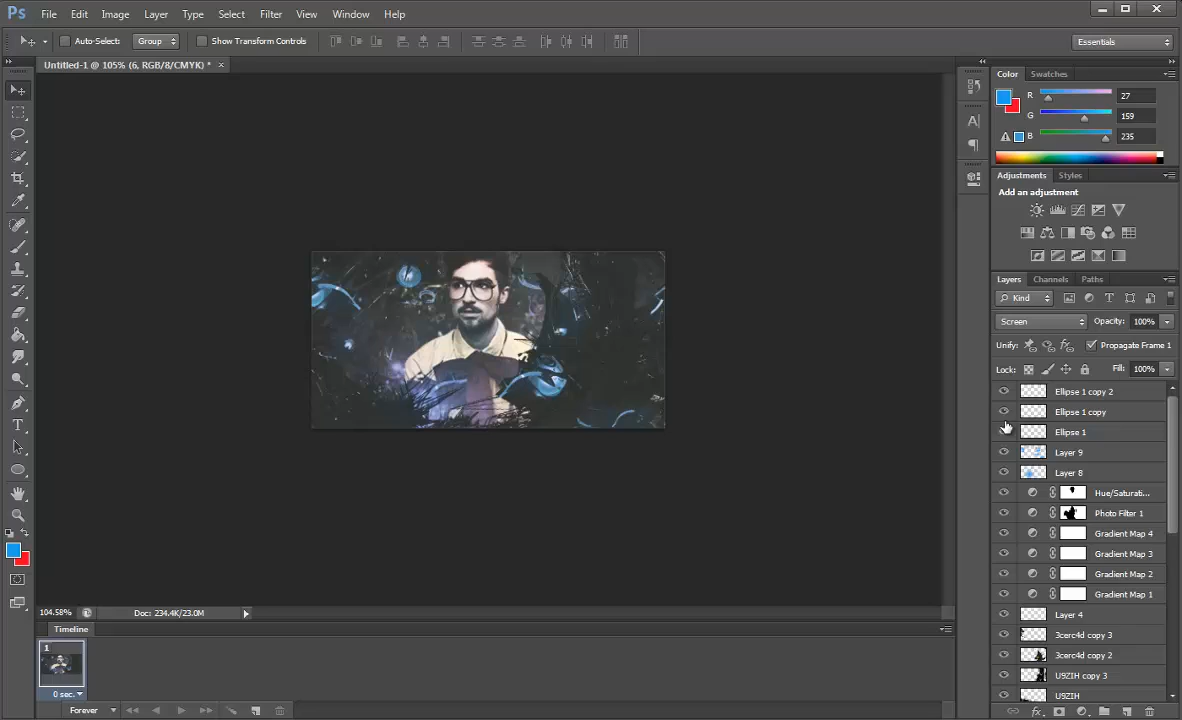 Ps File Edit Image Layer Type Select Filter View Window Help
Auto-Select: Group Show Transform Controls Essentials
Untitled-1 @ 105% (6, RGB/8/CMYK) * ×
Color Swatches
R 27
G 159
B 235
Adjustments Styles
Add an adjustment
Layers Channels Paths
Kind
Screen Opacity: 100%
Unify: Propagate Frame 1
Lock: Fill: 100%
Ellipse 1 copy 2
Ellipse 1 copy
Ellipse 1
Layer 9
Layer 8
Hue/Saturati...
Photo Filter 1
Gradient Map 4
Gradient Map 3
Gradient Map 2
Gradient Map 1
Layer 4
3cerc4d copy 3
3cerc4d copy 2
U9ZIH copy 3
U9ZIH
104.58% Doc: 234.4K/23.0M
Timeline
1
0 sec.
Forever